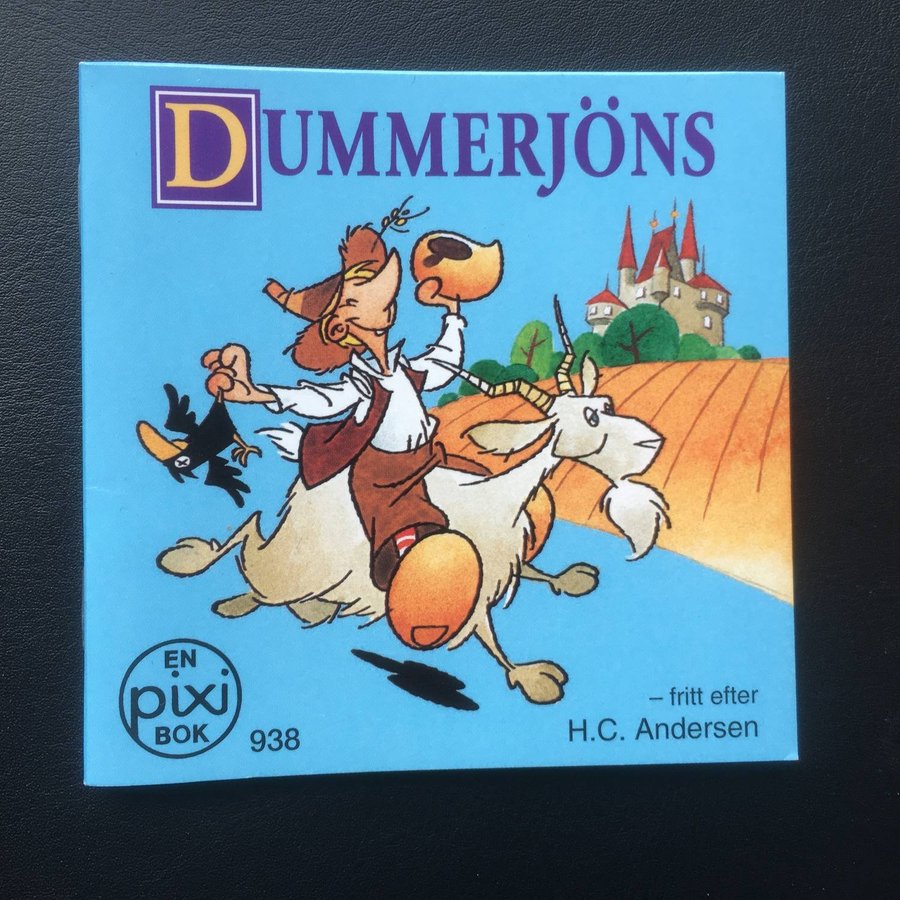 DUMMERJÖNS
EN
pixi
BOK
938
– fritt efter
H.C. Andersen